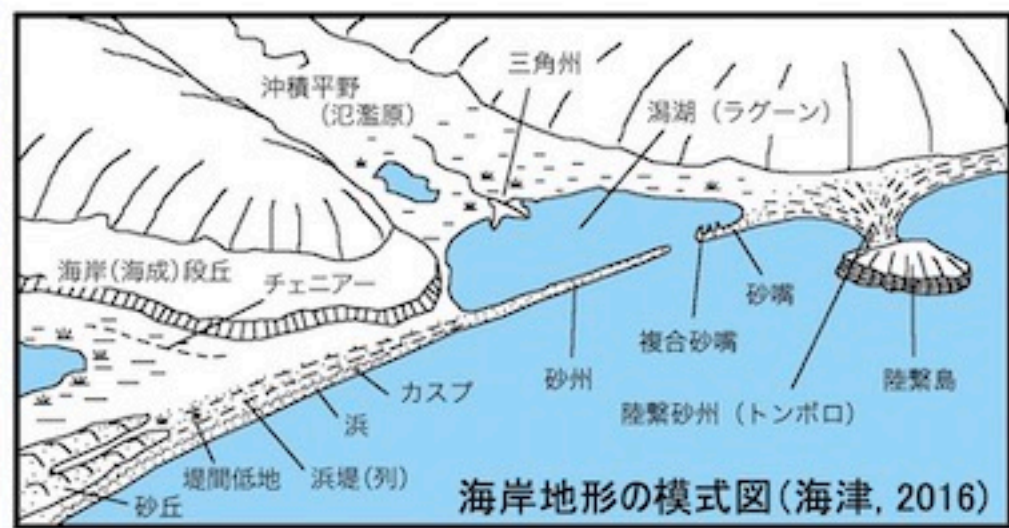 三角州
沖積平野
(氾濫原)
潟湖（ラグーン）
海岸(海成)段丘
チェニアー
砂嘴
複合砂嘴
砂州
陸繋島
カスプ
陸繋砂州（トンボロ）
浜
堤間低地
浜堤(列)
砂丘
海岸地形の模式図(海津, 2016)